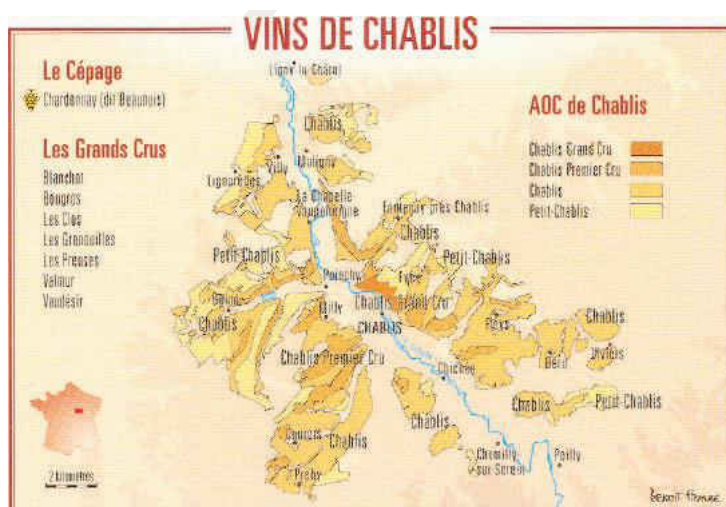 VINS DE CHABLIS
Le Cépage
Chardonnay (dit Beaunois)
Les Grands Crus
Blanchot
Bougros
Les Clos
Les Grenouilles
Les Preuses
Valmur
Vaudésir
2 kilomètres
AOC de Chablis
Chablis Grand Cru
Chablis Premier Cru
Chablis
Petit-Chablis
Ligny-le-Châtel
Chablis
Maligny
Villy
Lignorelles
La Chapelle
Vaupelteigne
Fontenay près Chablis
Chablis
Petit-Chablis
Petit-Chablis
Poinchy
Fyé
Beine
Milly
Chablis Grand Cru
CHABLIS
Chablis
Chablis Premier Cru
Chablis
Béru
Viviers
Chichée
Chablis
Petit-Chablis
Chablis
Courgis
Chablis
Préhy
Chemilly
sur-Serein
Poilly